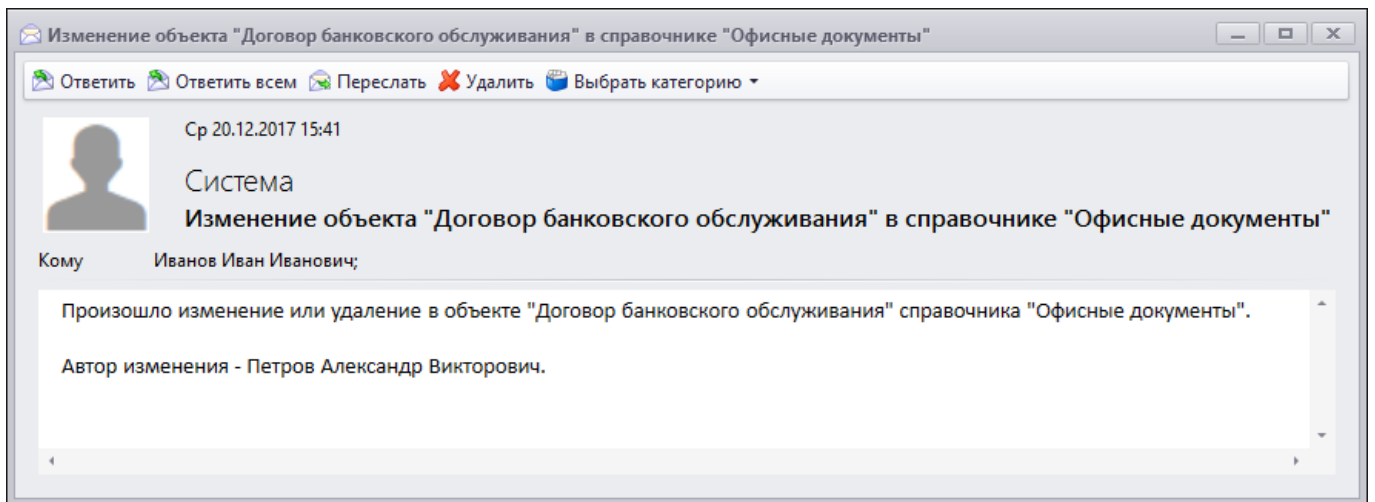 Изменение объекта "Договор банковского обслуживания" в справочнике "Офисные документы"
Ответить Ответить всем Переслать Удалить Выбрать категорию
Ср 20.12.2017 15:41
Система
Изменение объекта "Договор банковского обслуживания" в справочнике "Офисные документы"
Кому Иванов Иван Иванович;
Произошло изменение или удаление в объекте "Договор банковского обслуживания" справочника "Офисные документы".
Автор изменения - Петров Александр Викторович.